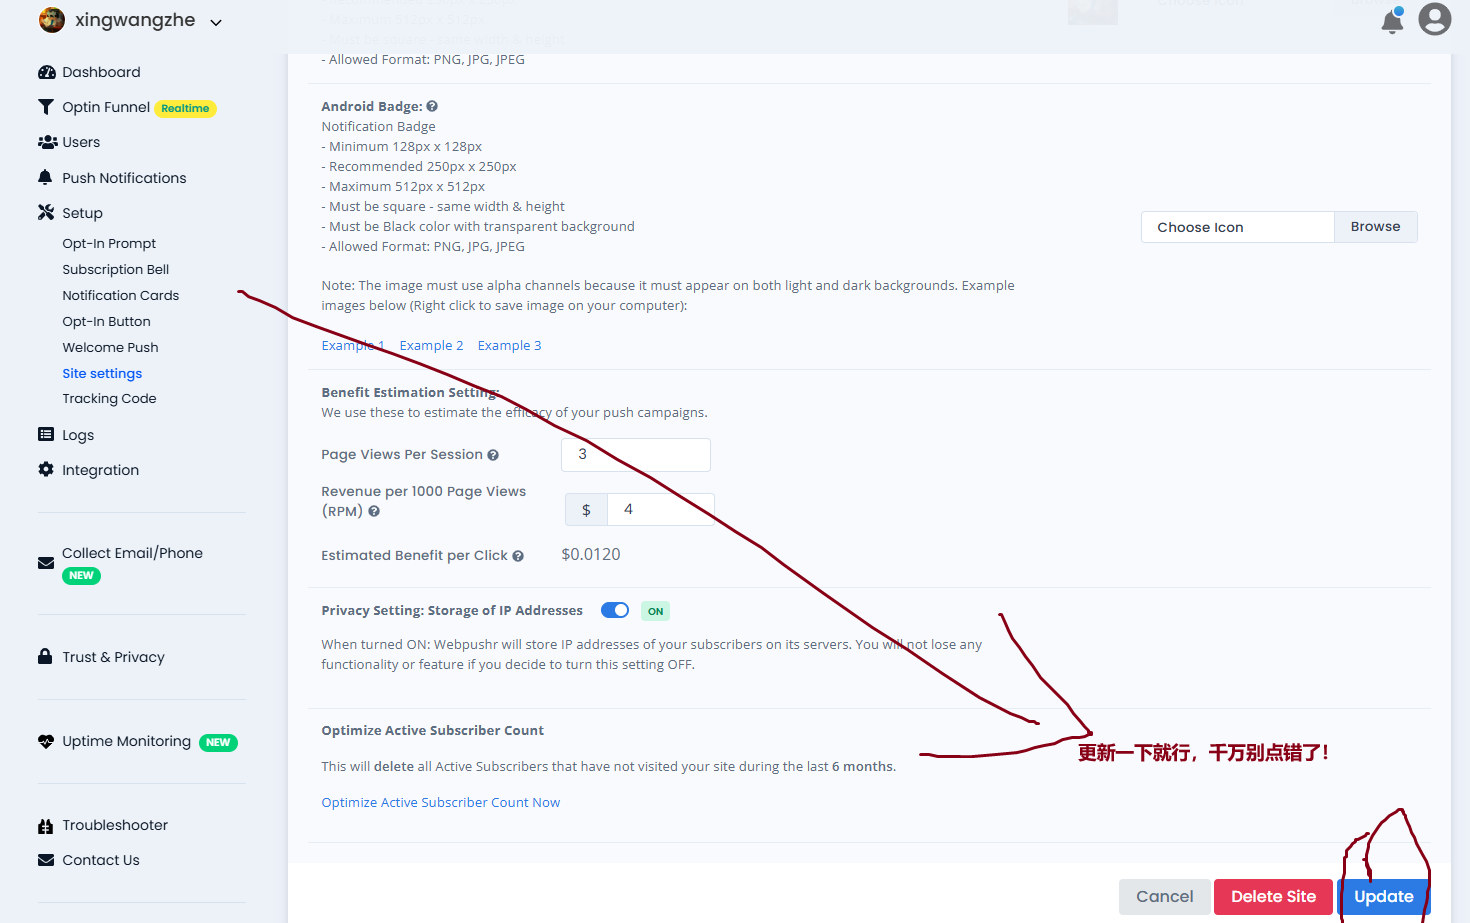 xingwangzhe
Dashboard
Optin Funnel Realtime
Users
Push Notifications
Setup
Opt-In Prompt
Subscription Bell
Notification Cards
Opt-In Button
Welcome Push
Site settings
Tracking Code
Logs
Integration
Collect Email/Phone
NEW
Trust & Privacy
Uptime Monitoring NEW
Troubleshooter
Contact Us
- Maximum 512px x 512px
- Must be square - same width & height
- Allowed Format: PNG, JPG, JPEG
Choose Icon
Android Badge:
Notification Badge
- Minimum 128px x 128px
- Recommended 250px x 250px
- Maximum 512px x 512px
- Must be square - same width & height
- Must be Black color with transparent background
- Allowed Format: PNG, JPG, JPEG
Choose Icon Browse
Note: The image must use alpha channels because it must appear on both light and dark backgrounds. Example
images below (Right click to save image on your computer):
Example 1 Example 2 Example 3
Benefit Estimation Setting:
We use these to estimate the efficacy of your push campaigns.
Page Views Per Session 3
Revenue per 1000 Page Views
(RPM) $ 4
Estimated Benefit per Click $0.0120
Privacy Setting: Storage of IP Addresses ON
When turned ON: Webpushr will store IP addresses of your subscribers on its servers. You will not lose any
functionality or feature if you decide to turn this setting OFF.
Optimize Active Subscriber Count
更新一下就行，千万别点错了！
This will delete all Active Subscribers that have not visited your site during the last 6 months.
Optimize Active Subscriber Count Now
Cancel Delete Site Update